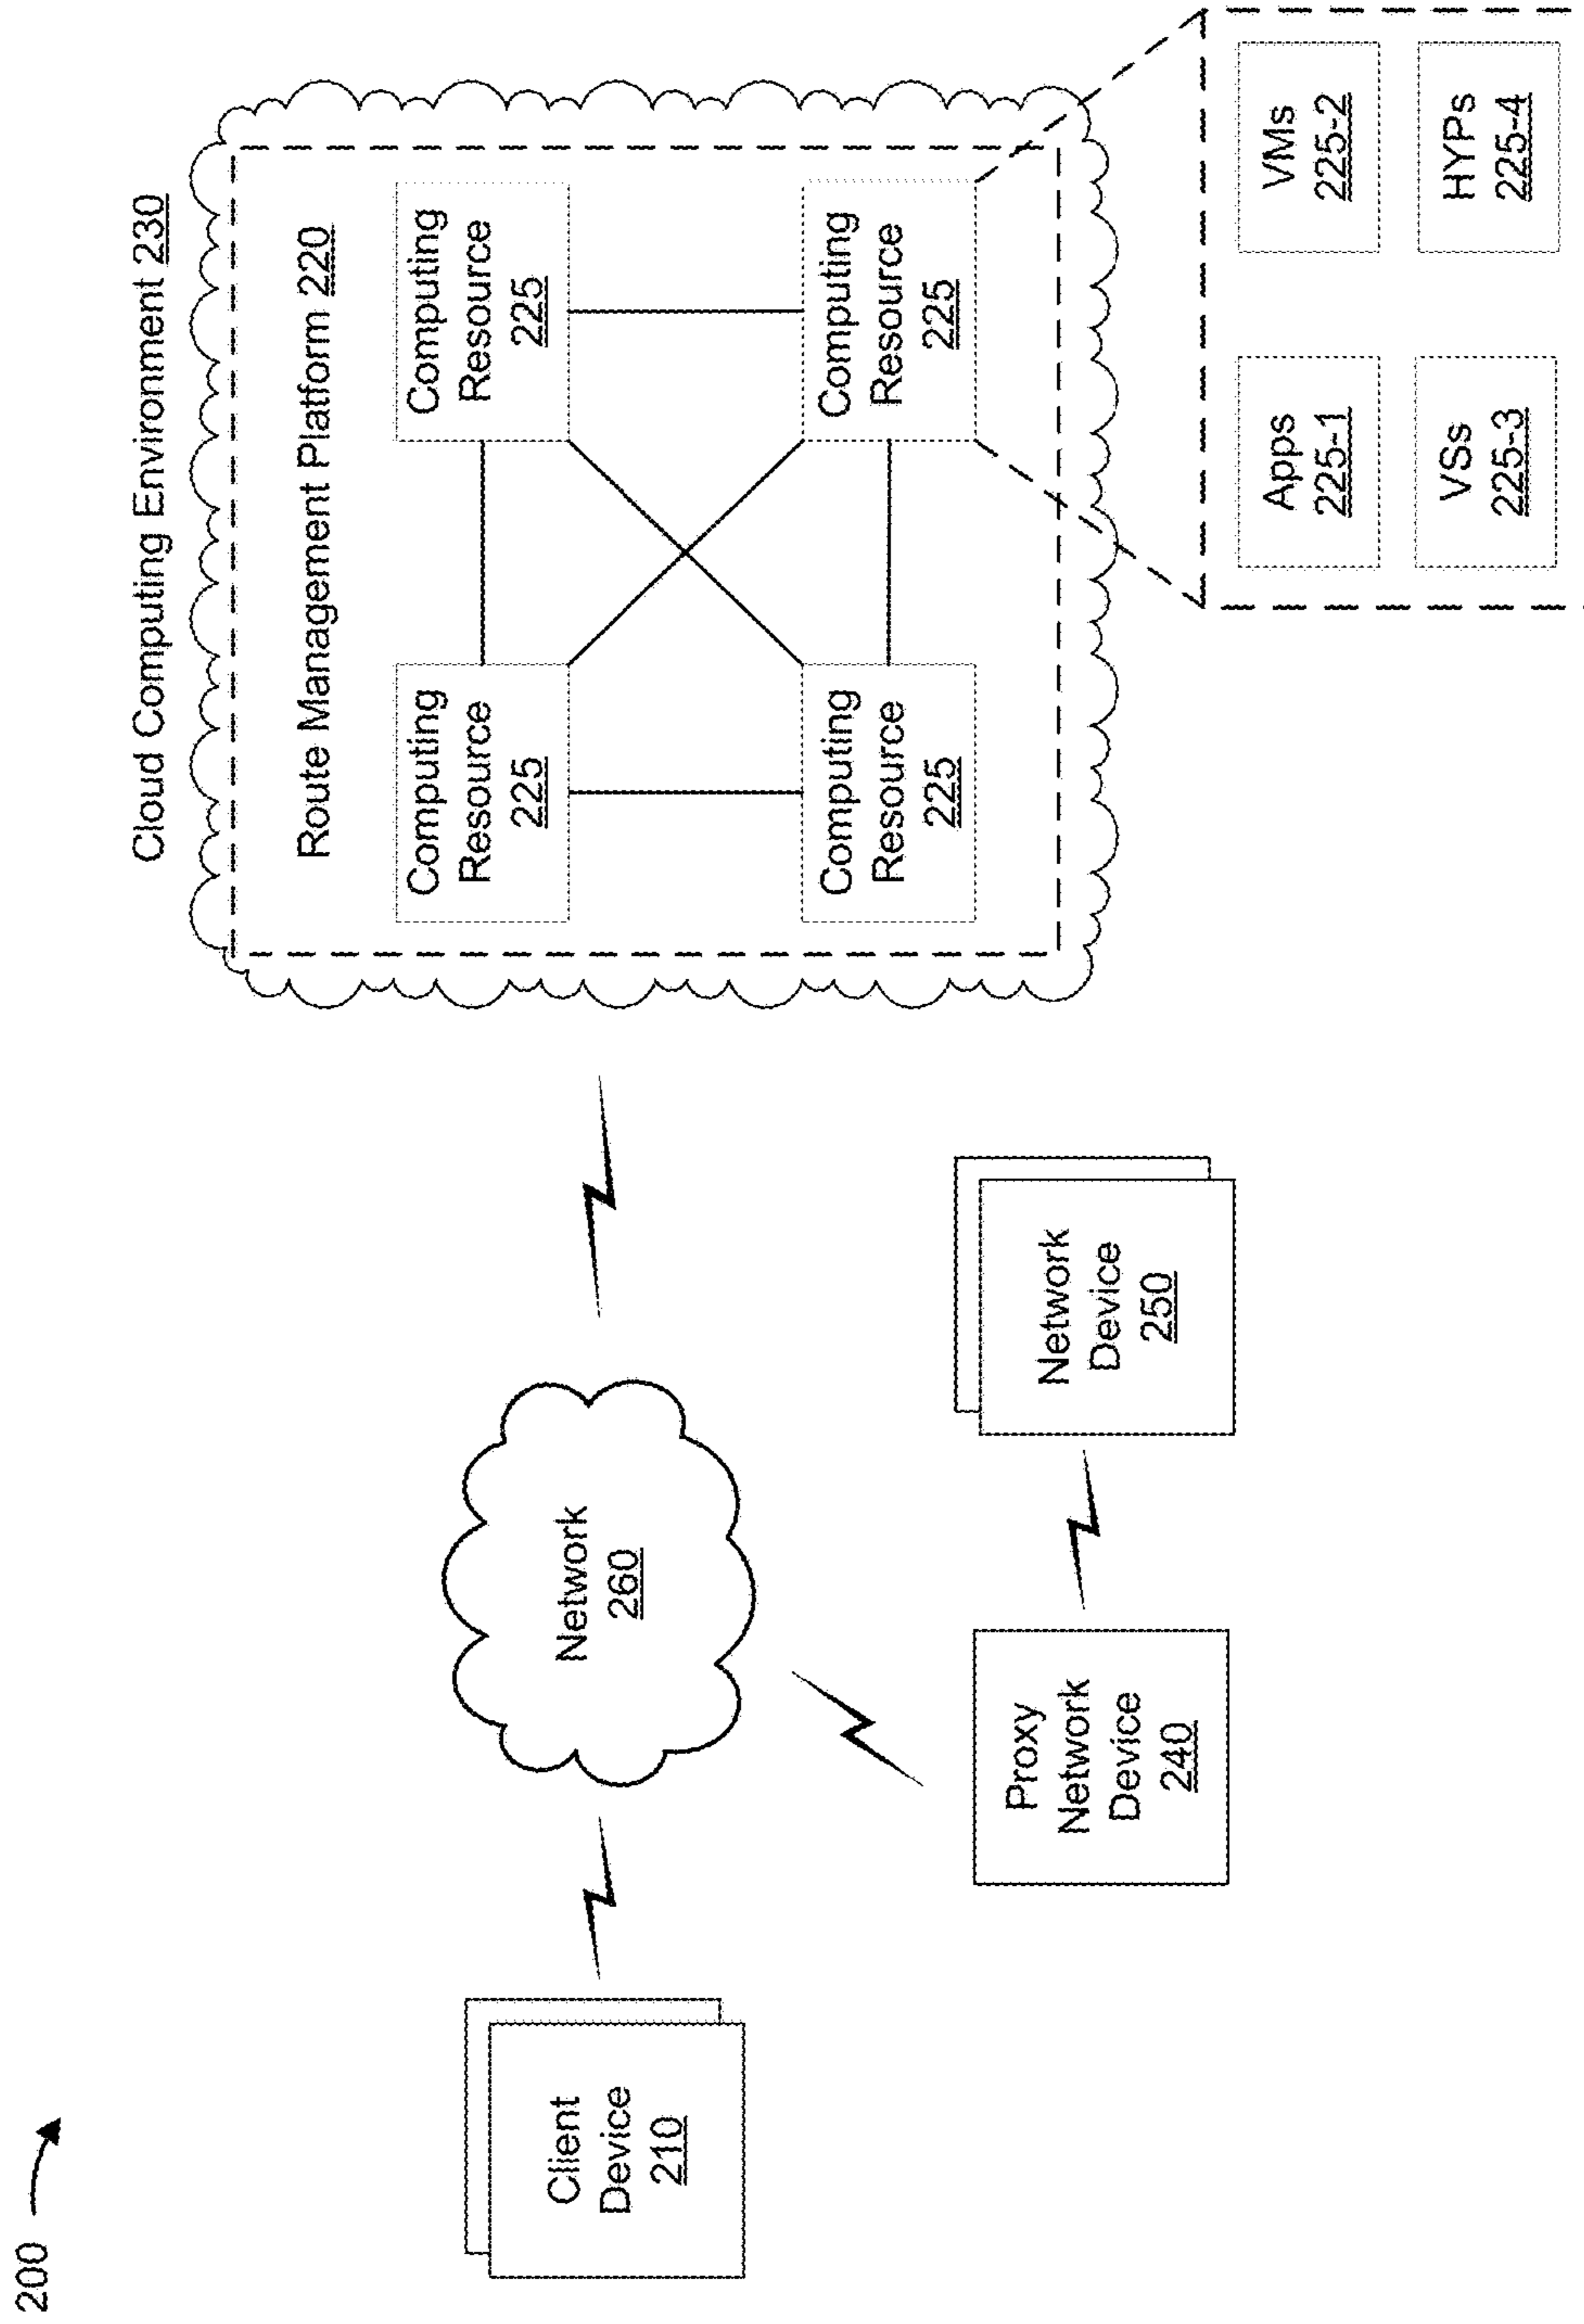 200
Cloud Computing Environment 230
Route Management Platform 220
Computing
Resource
225
Computing
Resource
225
Computing
Resource
225
Computing
Resource
225
Client
Device
210
Network
260
Proxy
Network
Device
240
Network
Device
250
Apps
225-1
VMs
225-2
VSs
225-3
HYPs
225-4